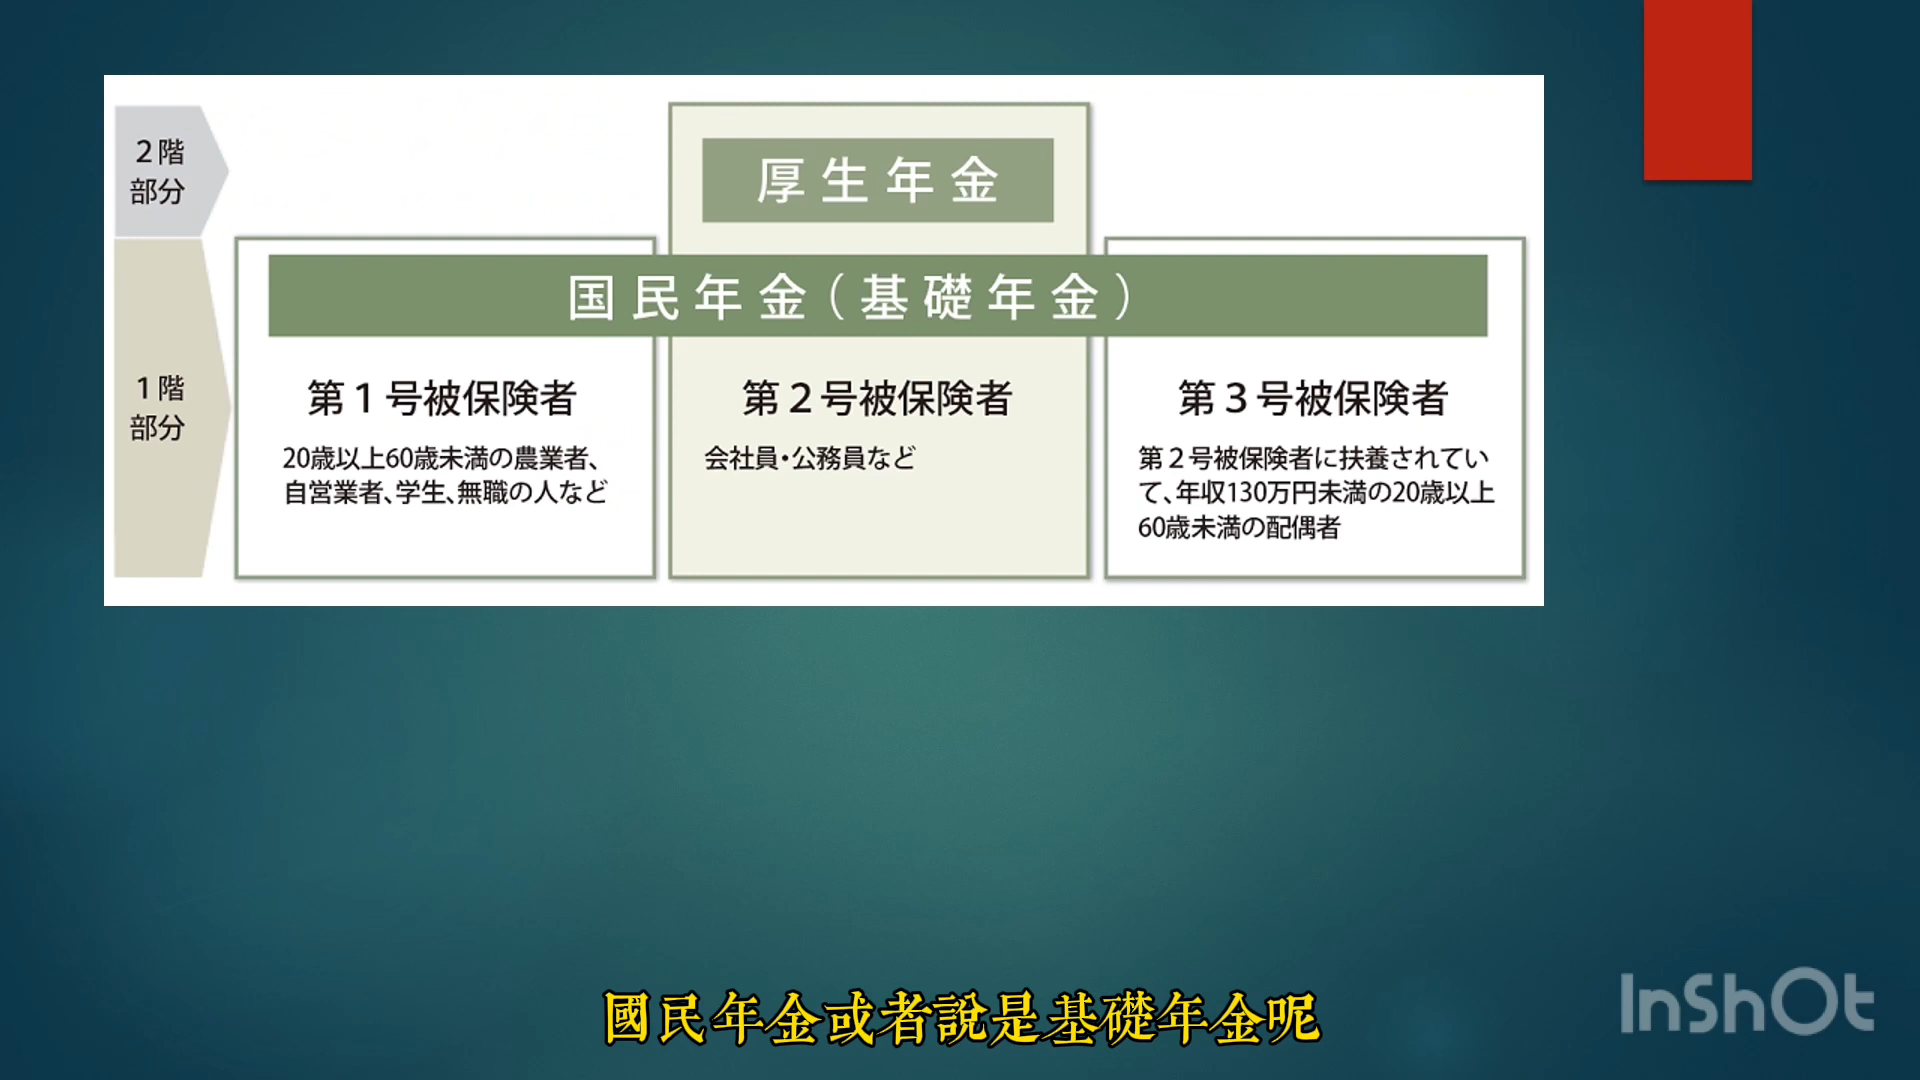 2階
部分
厚生年金
国民年金(基礎年金)
1階
部分
第1号被保険者
20歳以上60歳未満の農業者、
自営業者、学生、無職の人など
第2号被保険者
会社員・公務員など
第3号被保険者
第2号被保険者に扶養されてい
て、年収130万円未満の20歳以上
60歳未満の配偶者
國民年金或者說是基礎年金呢
InShOt